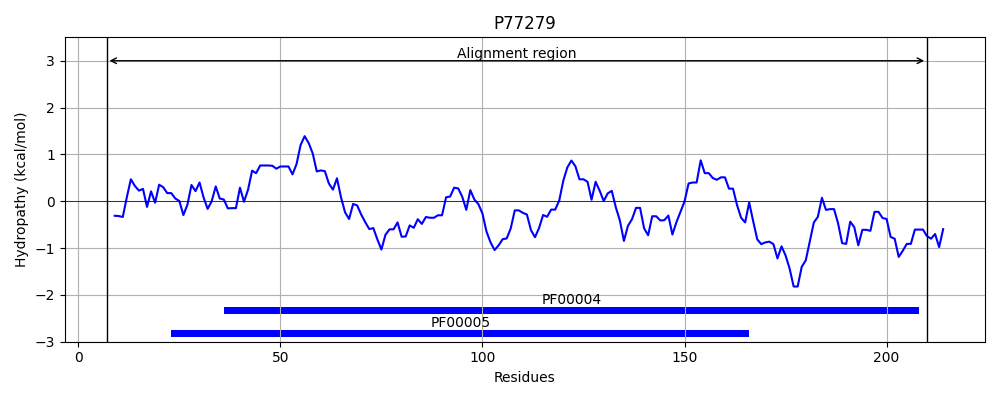 P77279
Alignment region
Hydropathy (kcal/mol)
3
2
1
0
−1
−2
−3
PF00004
PF00005
0 50 100 150 200
Residues